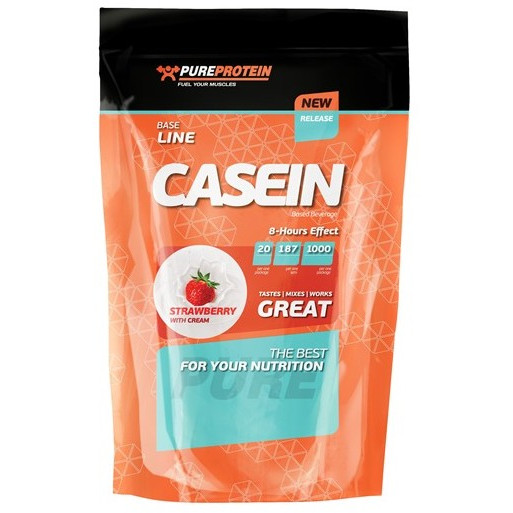 PUREPROTEIN
FUEL YOUR MUSCLES
NEW
RELEASE
BASE
LINE
CASEIN
Based Beverage
8-Hours Effect
20 187 1000
TASTES | MIXES | WORKS
GREAT
STRAWBERRY
WITH CREAM
THE BEST
FOR YOUR NUTRITION
PURE